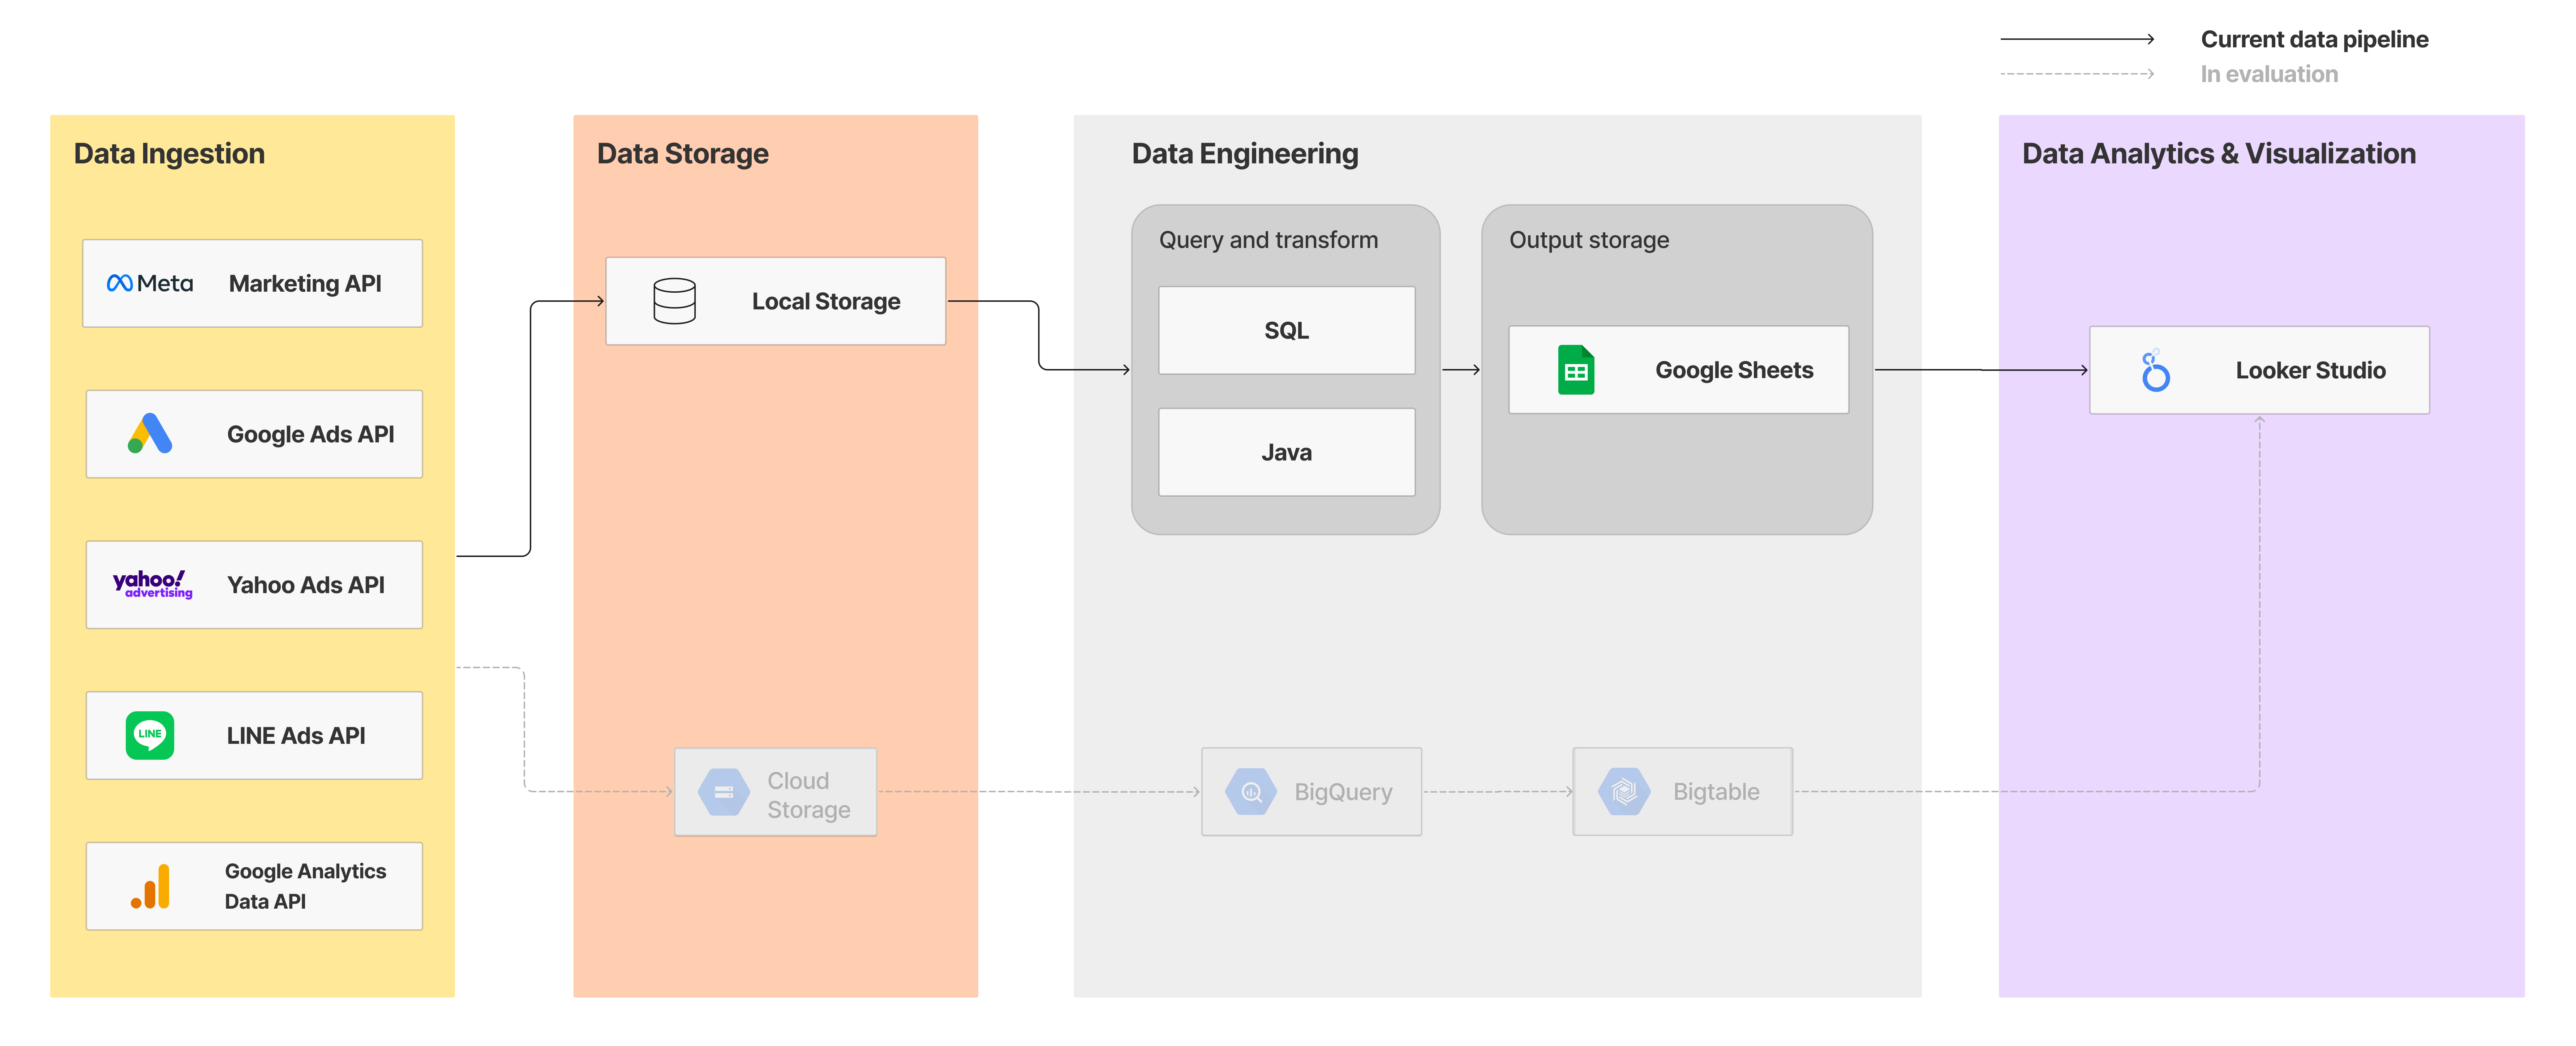 Current data pipeline
In evaluation
Data Ingestion
Meta
Marketing API
Google Ads API
yahoo!
advertising
Yahoo Ads API
LINE
LINE Ads API
Google Analytics
Data API
Data Storage
Local Storage
Cloud
Storage
Data Engineering
Query and transform
SQL
Java
Output storage
Google Sheets
BigQuery
Bigtable
Data Analytics & Visualization
Looker Studio